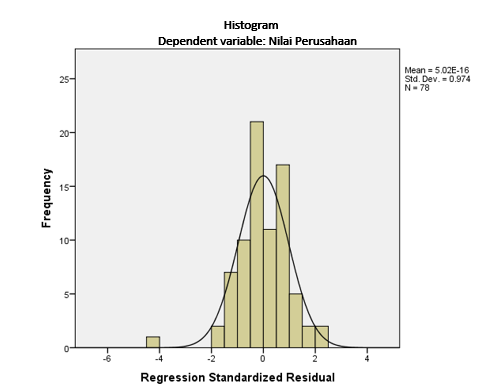 Histogram
Dependent variable: Nilai Perusahaan
Mean = 5.02E-16
Std. Dev. = 0.974
N = 78
Frequency
25
20
15
10
5
0
-6 -4 -2 0 2 4
Regression Standardized Residual